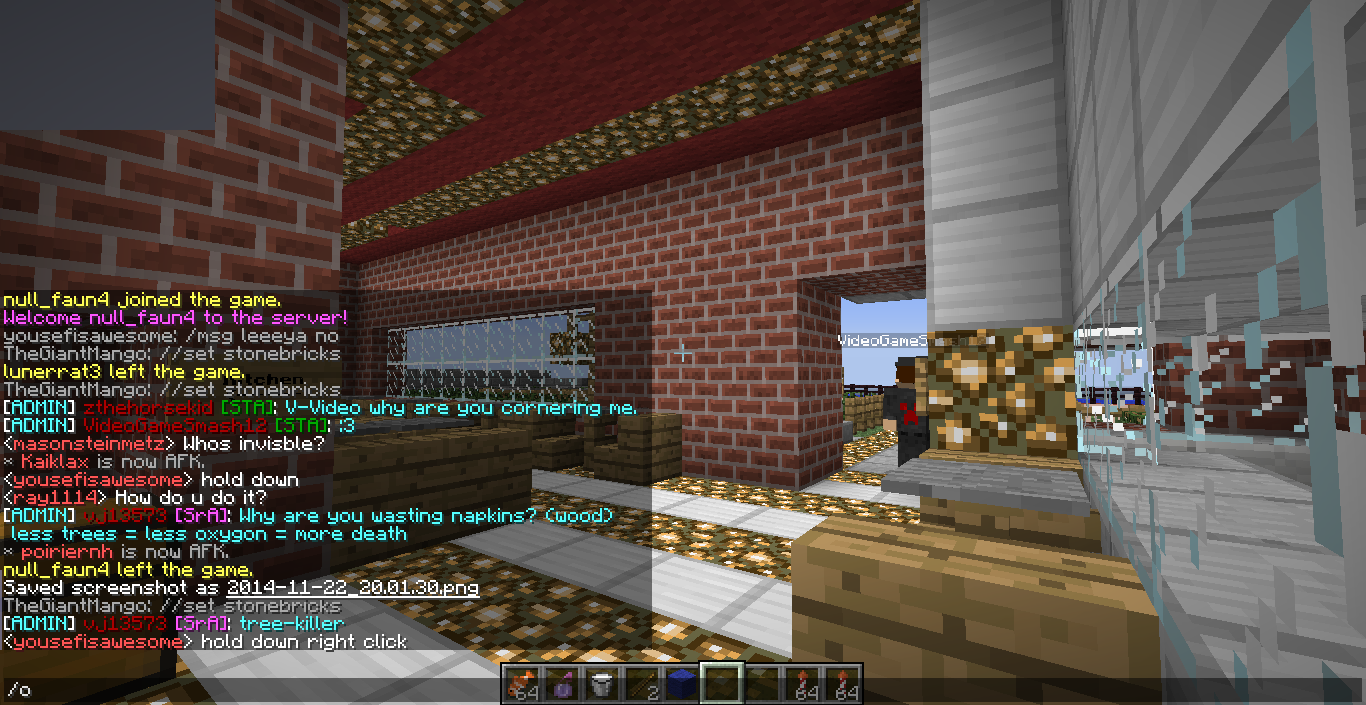 null_faun4 joined the game.
Welcome null_faun4 to the server!
yousefisawesome: /msg leeeya no
TheGiantMango: //set stonebricks
lunerrat3 left the game.
TheGiantMango: //set stonebricks
[ADMIN] zthehorsekid [STA]: V-Video why are you cornering me.
[ADMIN] VideoGameSmash12 [STA]: :3
<masonsteinmetz> Whos invisble?
* Kaiklax is now AFK.
<yousefisawesome> hold down
<ray1114> How do u do it?
[ADMIN] vj13573 [SrA]: Why are you wasting napkins? (wood)
less trees = less oxygen = more death
* poiriernh is now AFK.
null_faun4 left the game.
Saved screenshot as 2014-11-22_20.01.30.png
TheGiantMango: //set stonebricks
[ADMIN] vj13573 [SrA]: tree-killer
<yousefisawesome> hold down right click
/o
VideoGameS
64
2
64
64